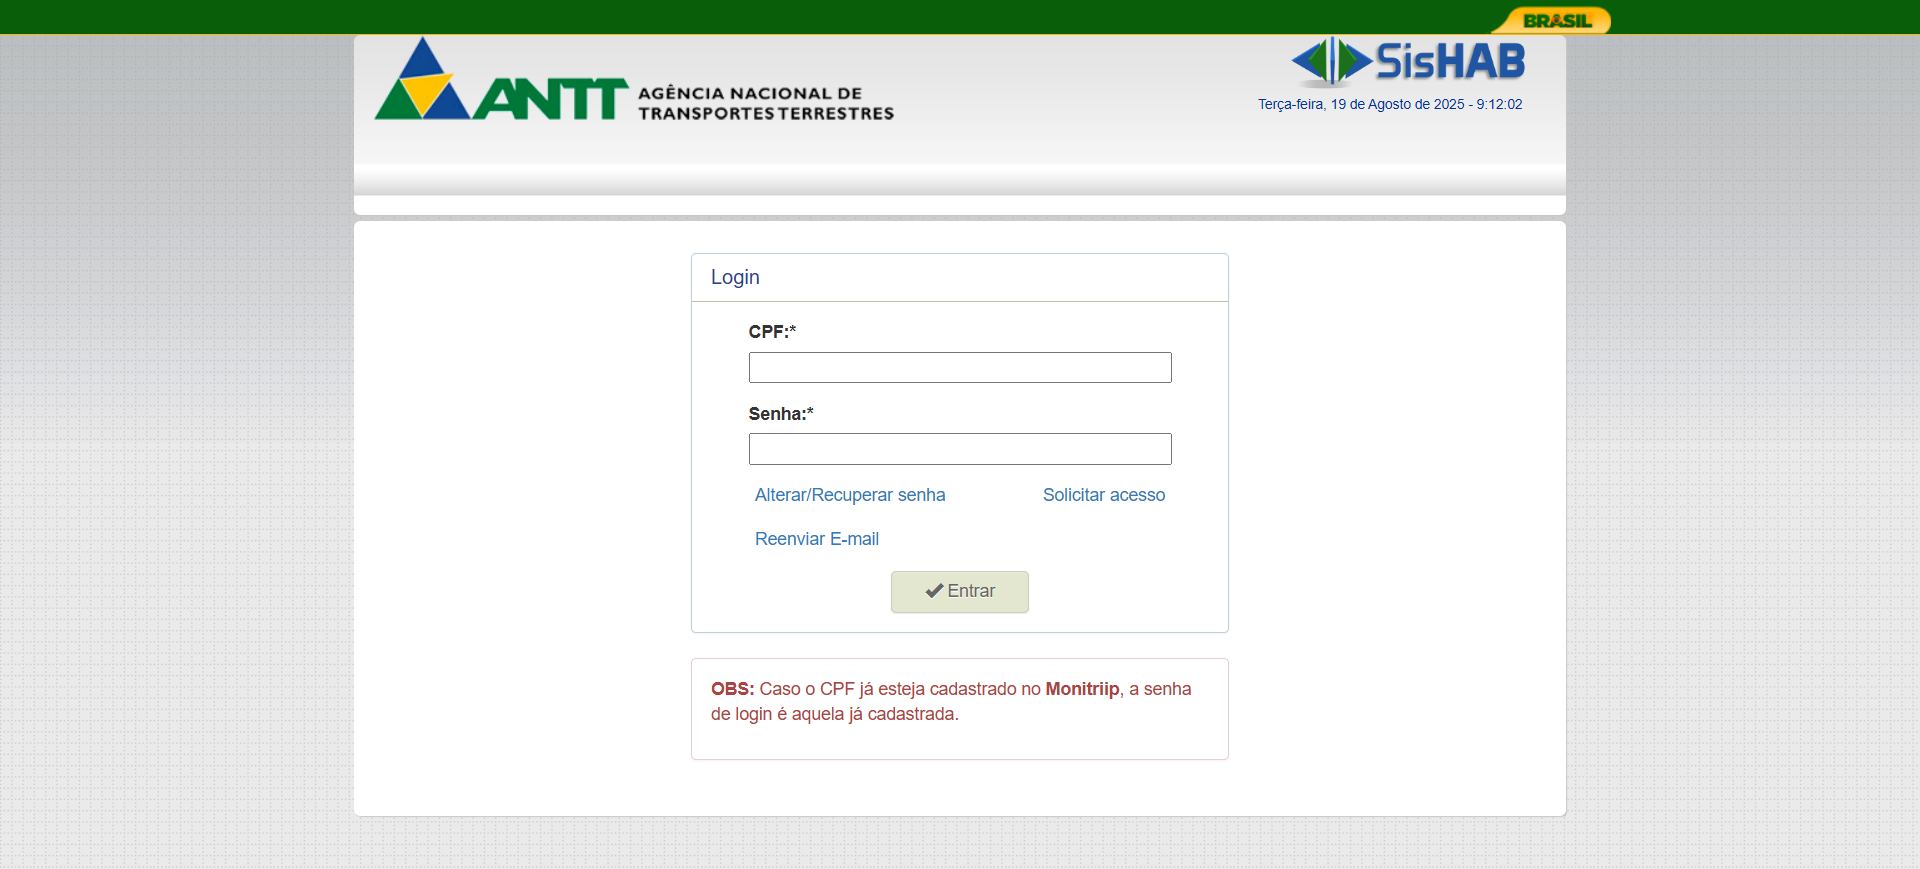 BRASIL
ANTT AGÊNCIA NACIONAL DE
TRANSPORTES TERRESTRES
SisHAB
Terça-feira, 19 de Agosto de 2025 - 9:12:02
Login
CPF:*
Senha:*
Alterar/Recuperar senha Solicitar acesso
Reenviar E-mail
Entrar
OBS: Caso o CPF já esteja cadastrado no Monitriip, a senha
de login é aquela já cadastrada.